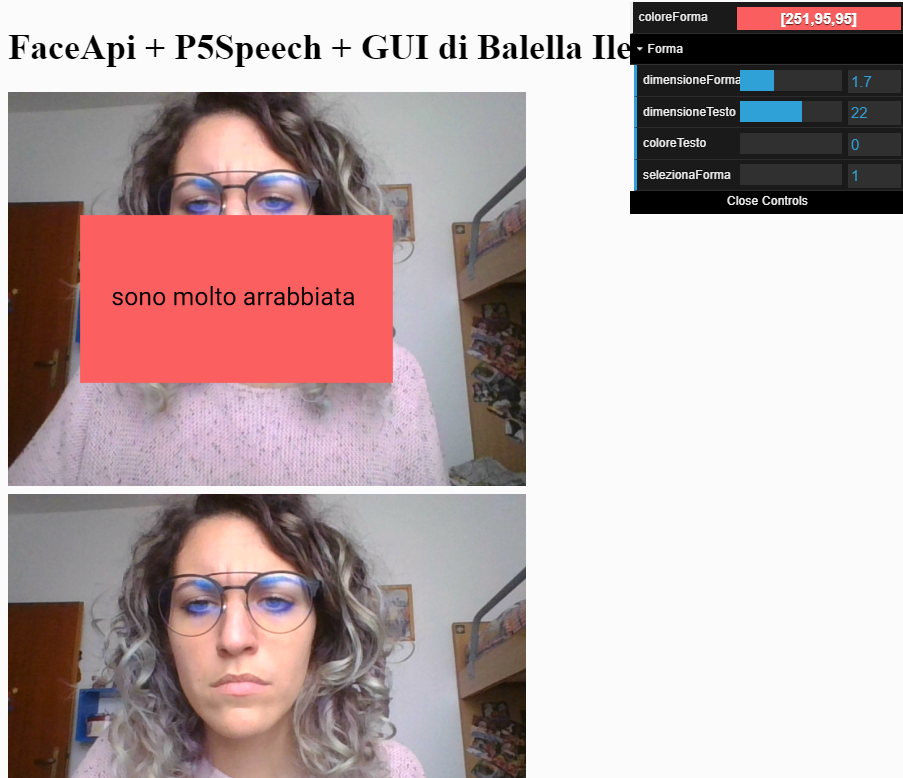 FaceApi + P5Speech + GUI di Balella Ile
coloreForma [251,95,95]
Forma
dimensioneForma 1.7
dimensioneTesto 22
coloreTesto 0
selezionaForma 1
Close Controls
sono molto arrabbiata